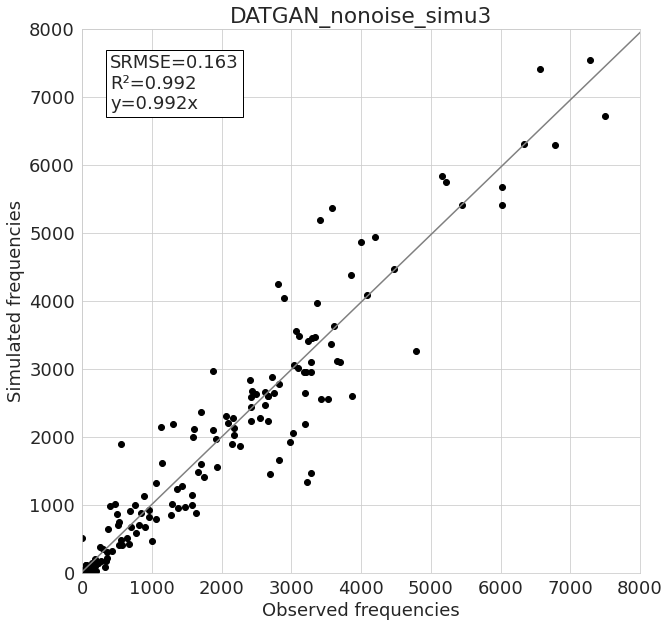 DATGAN_nonoise_simu3
SRMSE=0.163
R²=0.992
y=0.992x
8000
7000
6000
5000
4000
3000
2000
1000
0
Simulated frequencies
0 1000 2000 3000 4000 5000 6000 7000 8000
Observed frequencies